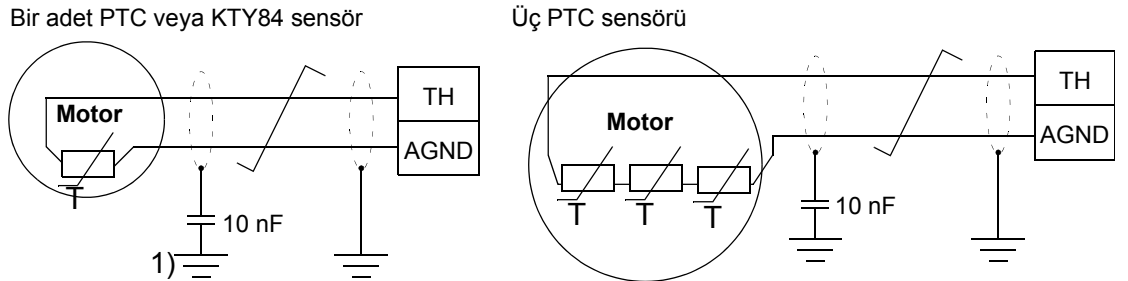 Bir adet PTC veya KTY84 sensör
Motor
T
TH
AGND
10 nF
1)
Üç PTC sensörü
Motor
T
T
T
TH
AGND
10 nF